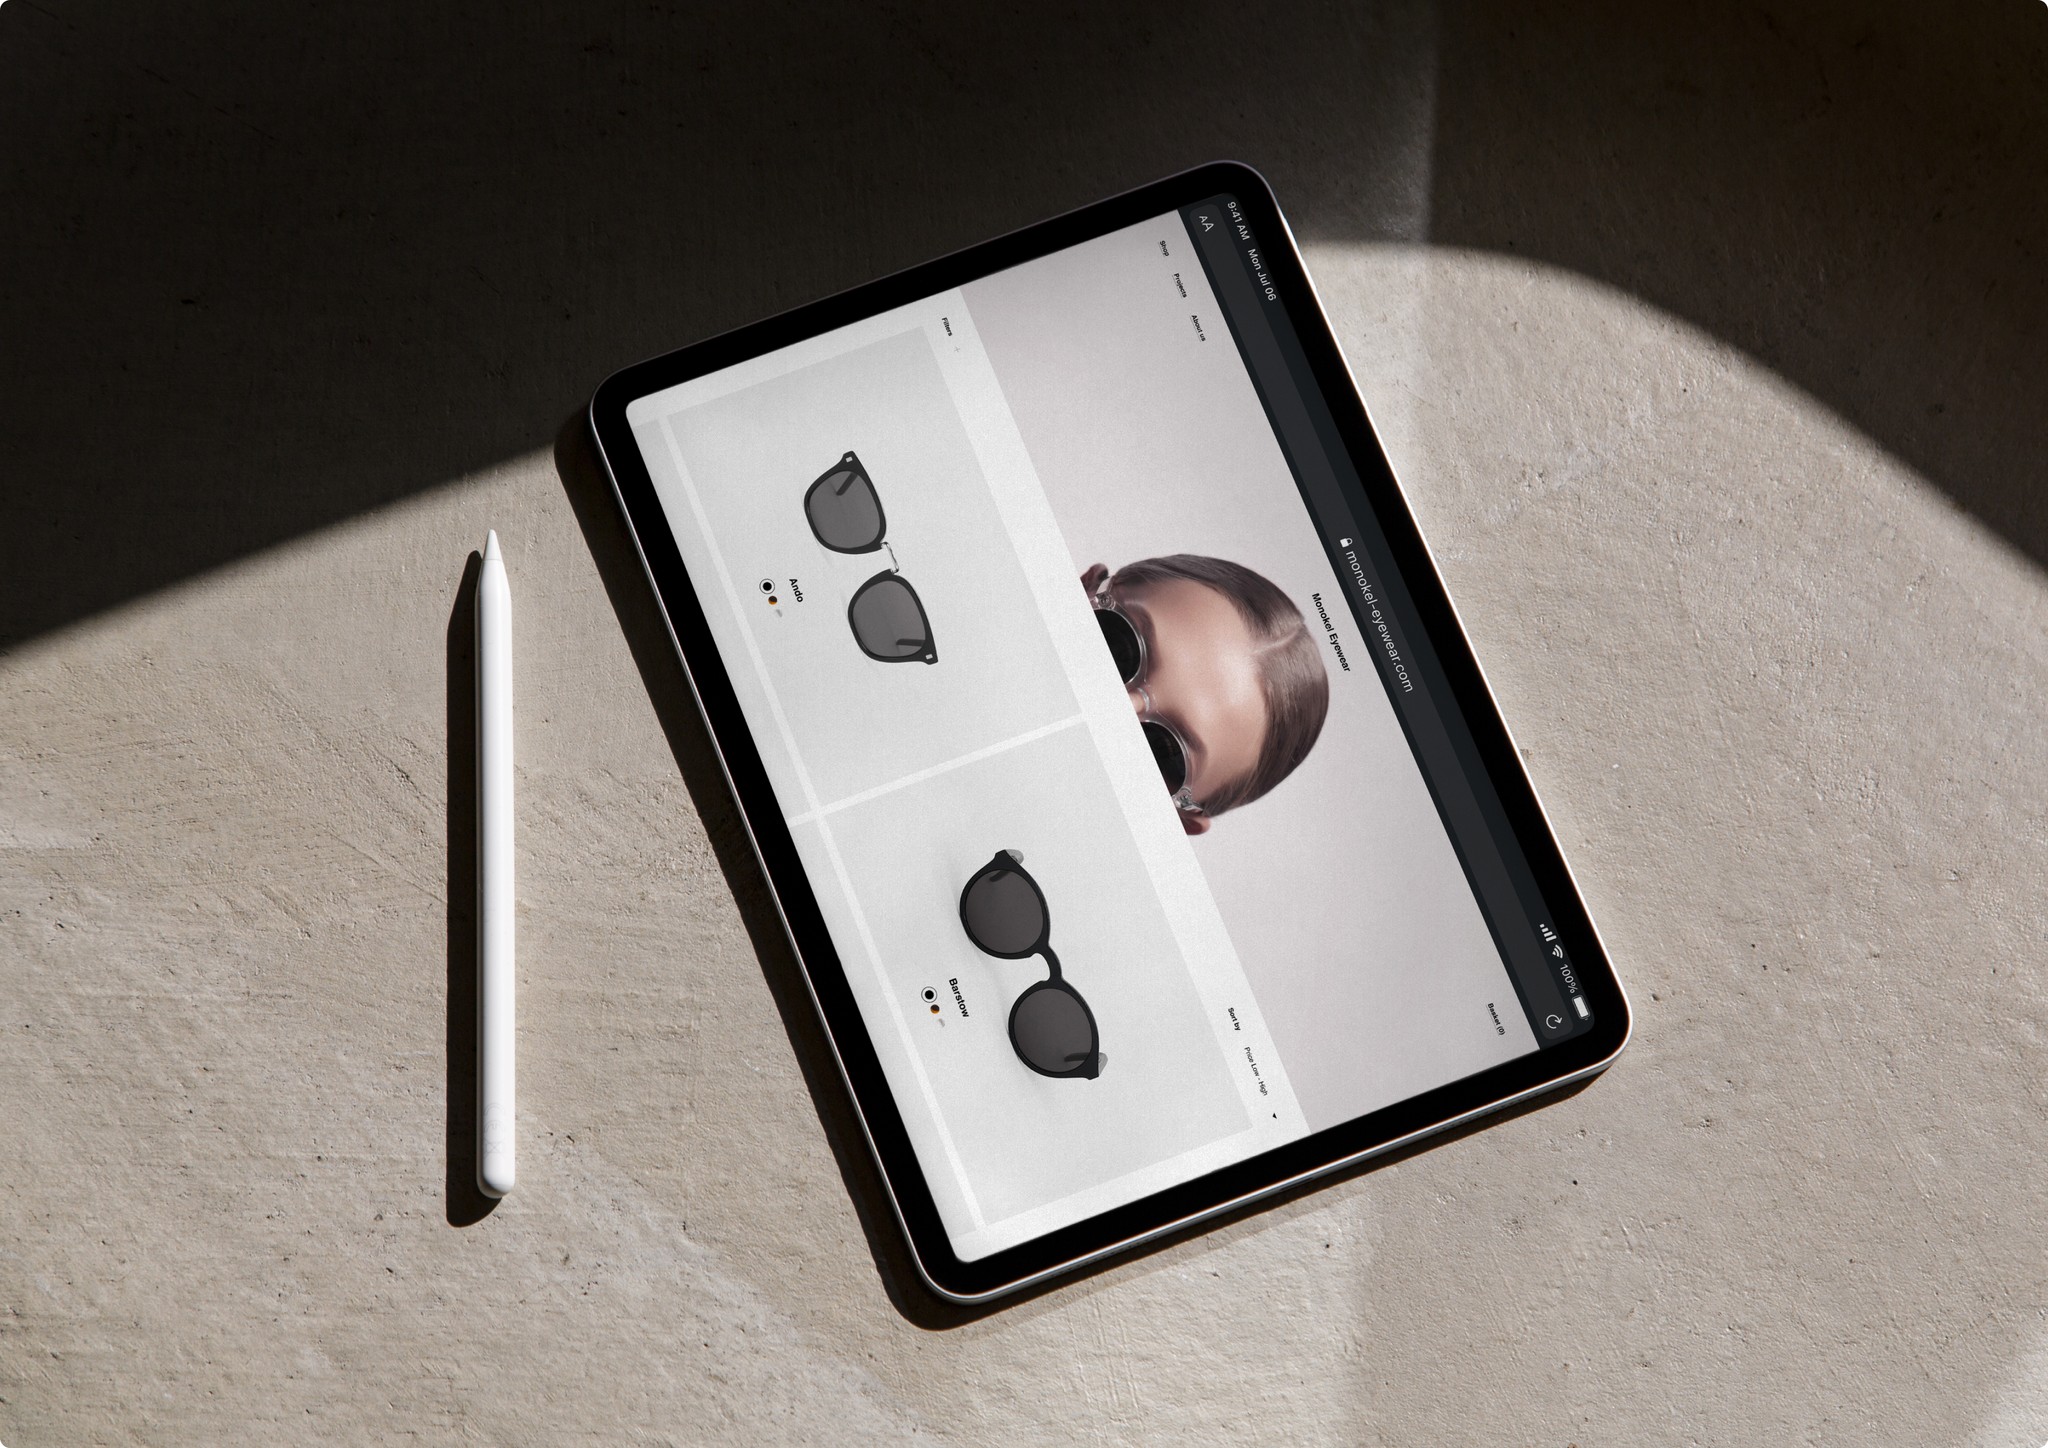 9:41 AM Mon Jul 06
100%
AA
monokel-eyewear.com
Shop
Projects
About us
Monokel Eyewear
Basket (0)
Filters +
Sort by
Price Low - High
Ando
Barstow